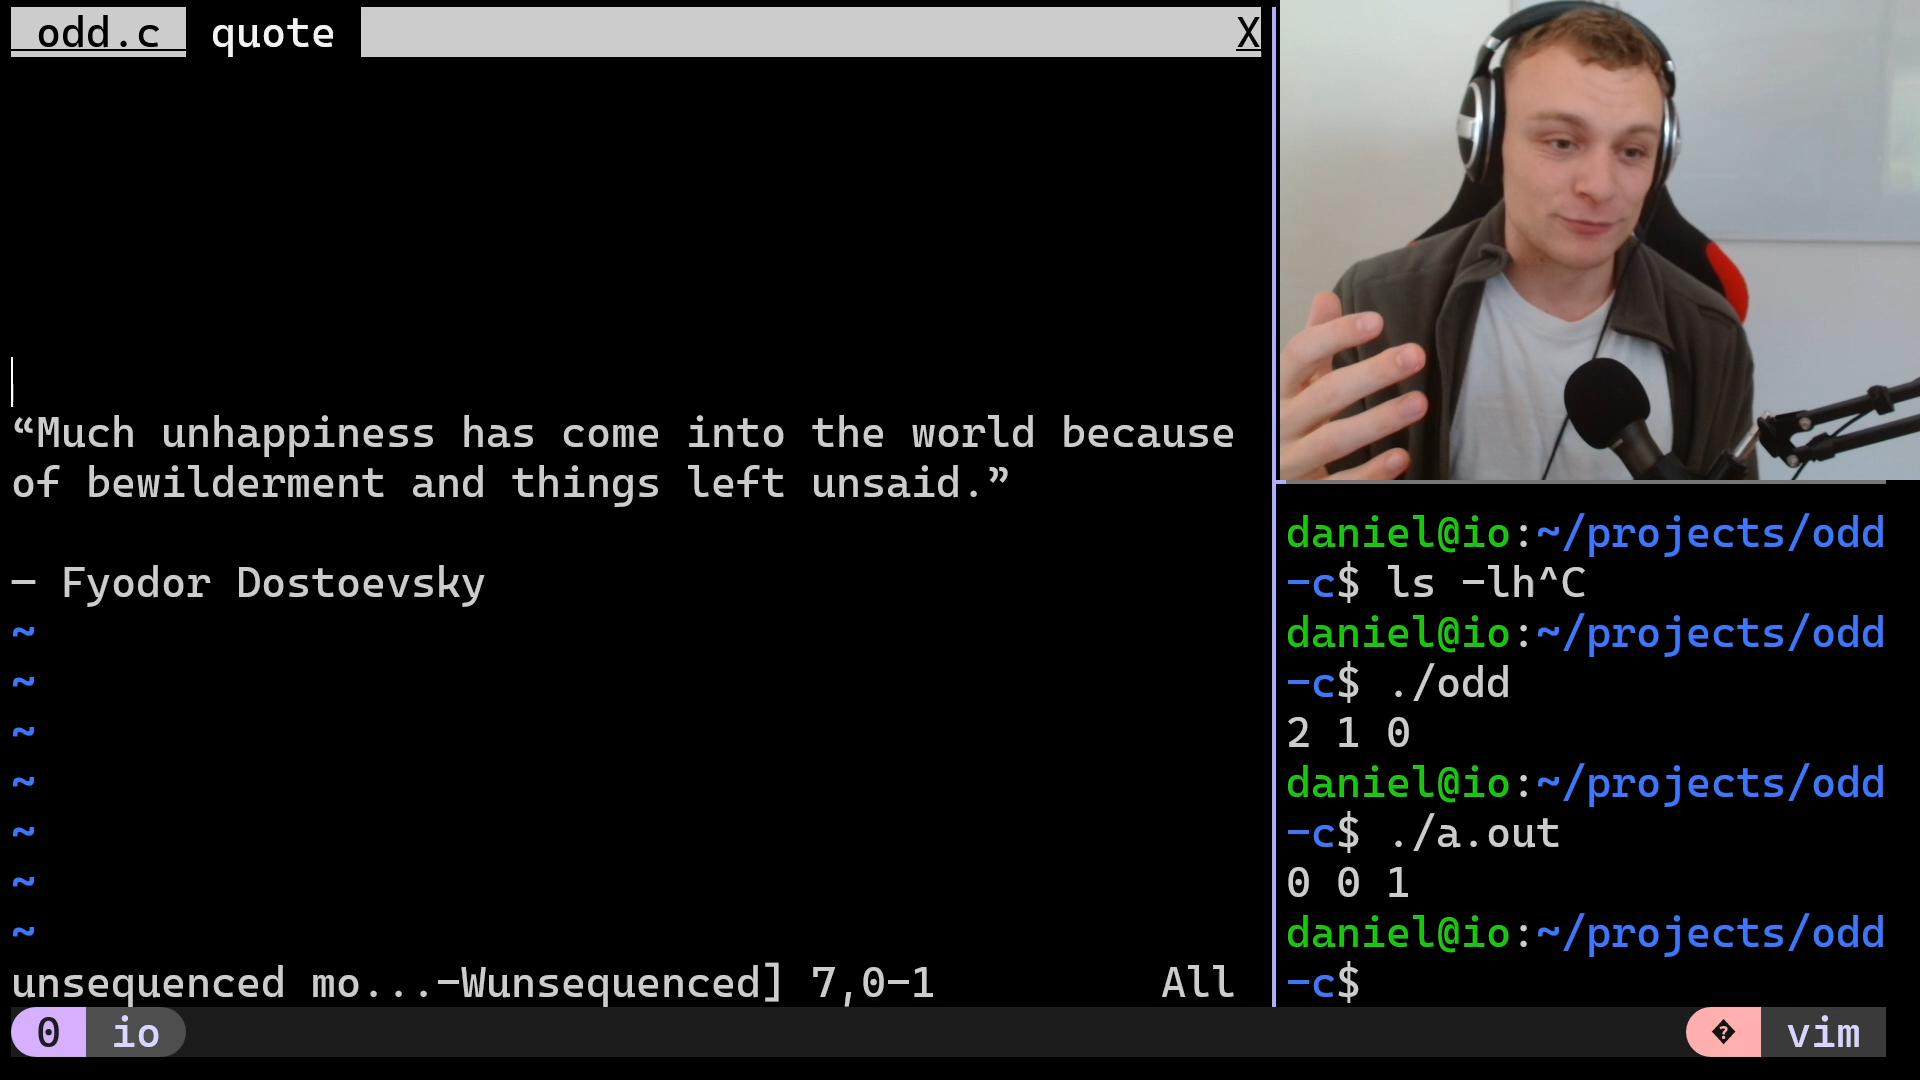 odd.c quote X
“Much unhappiness has come into the world because
of bewilderment and things left unsaid.”
— Fyodor Dostoevsky
~
~
~
~
~
~
~
unsequenced mo...-Wunsequenced] 7,0-1 All
daniel@io:~/projects/odd
-c$ ls -lh^C
daniel@io:~/projects/odd
-c$ ./odd
2 1 0
daniel@io:~/projects/odd
-c$ ./a.out
0 0 1
daniel@io:~/projects/odd
-c$
0 io � vim